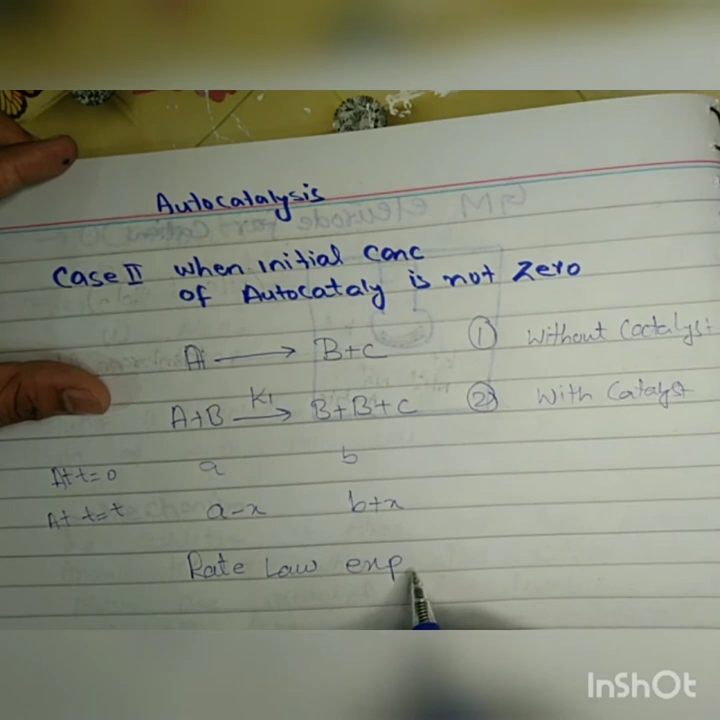 Autocatalysis
Case II when initial Conc
of Autocataly is not Zero
A → B+C ① Without Coctalyst
A+B K1→ B+B+C ② With Catalyst
At t=0 a b
At t=t a-x b+x
Rate Law exp
InShOt